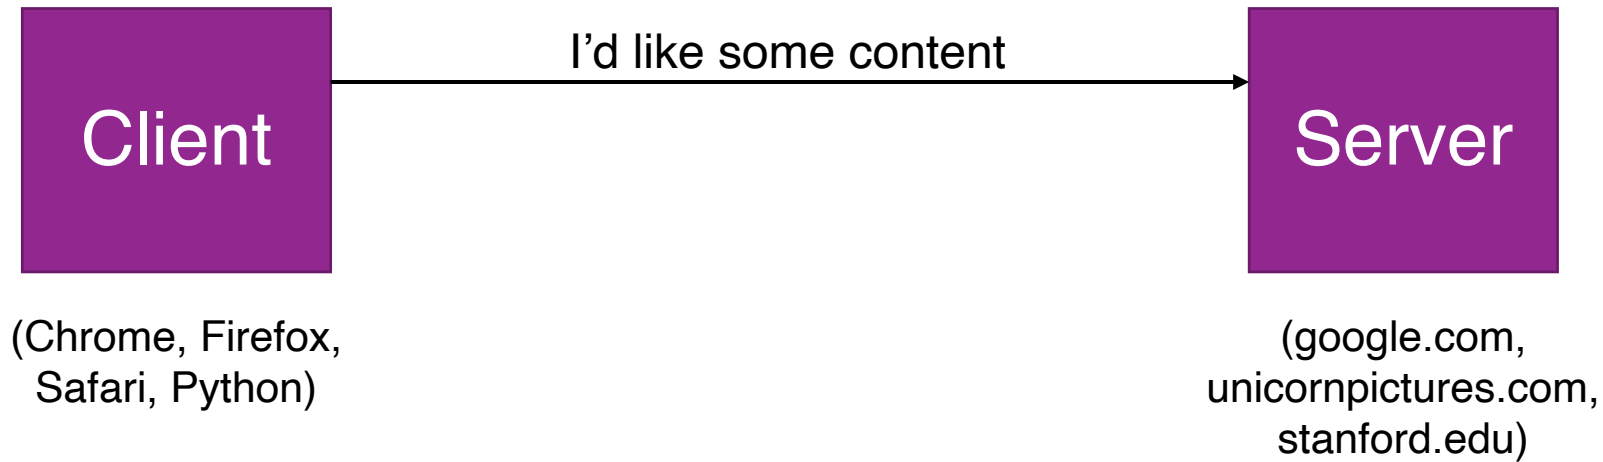 I’d like some content
Client
Server
(Chrome, Firefox,
Safari, Python)
(google.com,
unicornpictures.com,
stanford.edu)